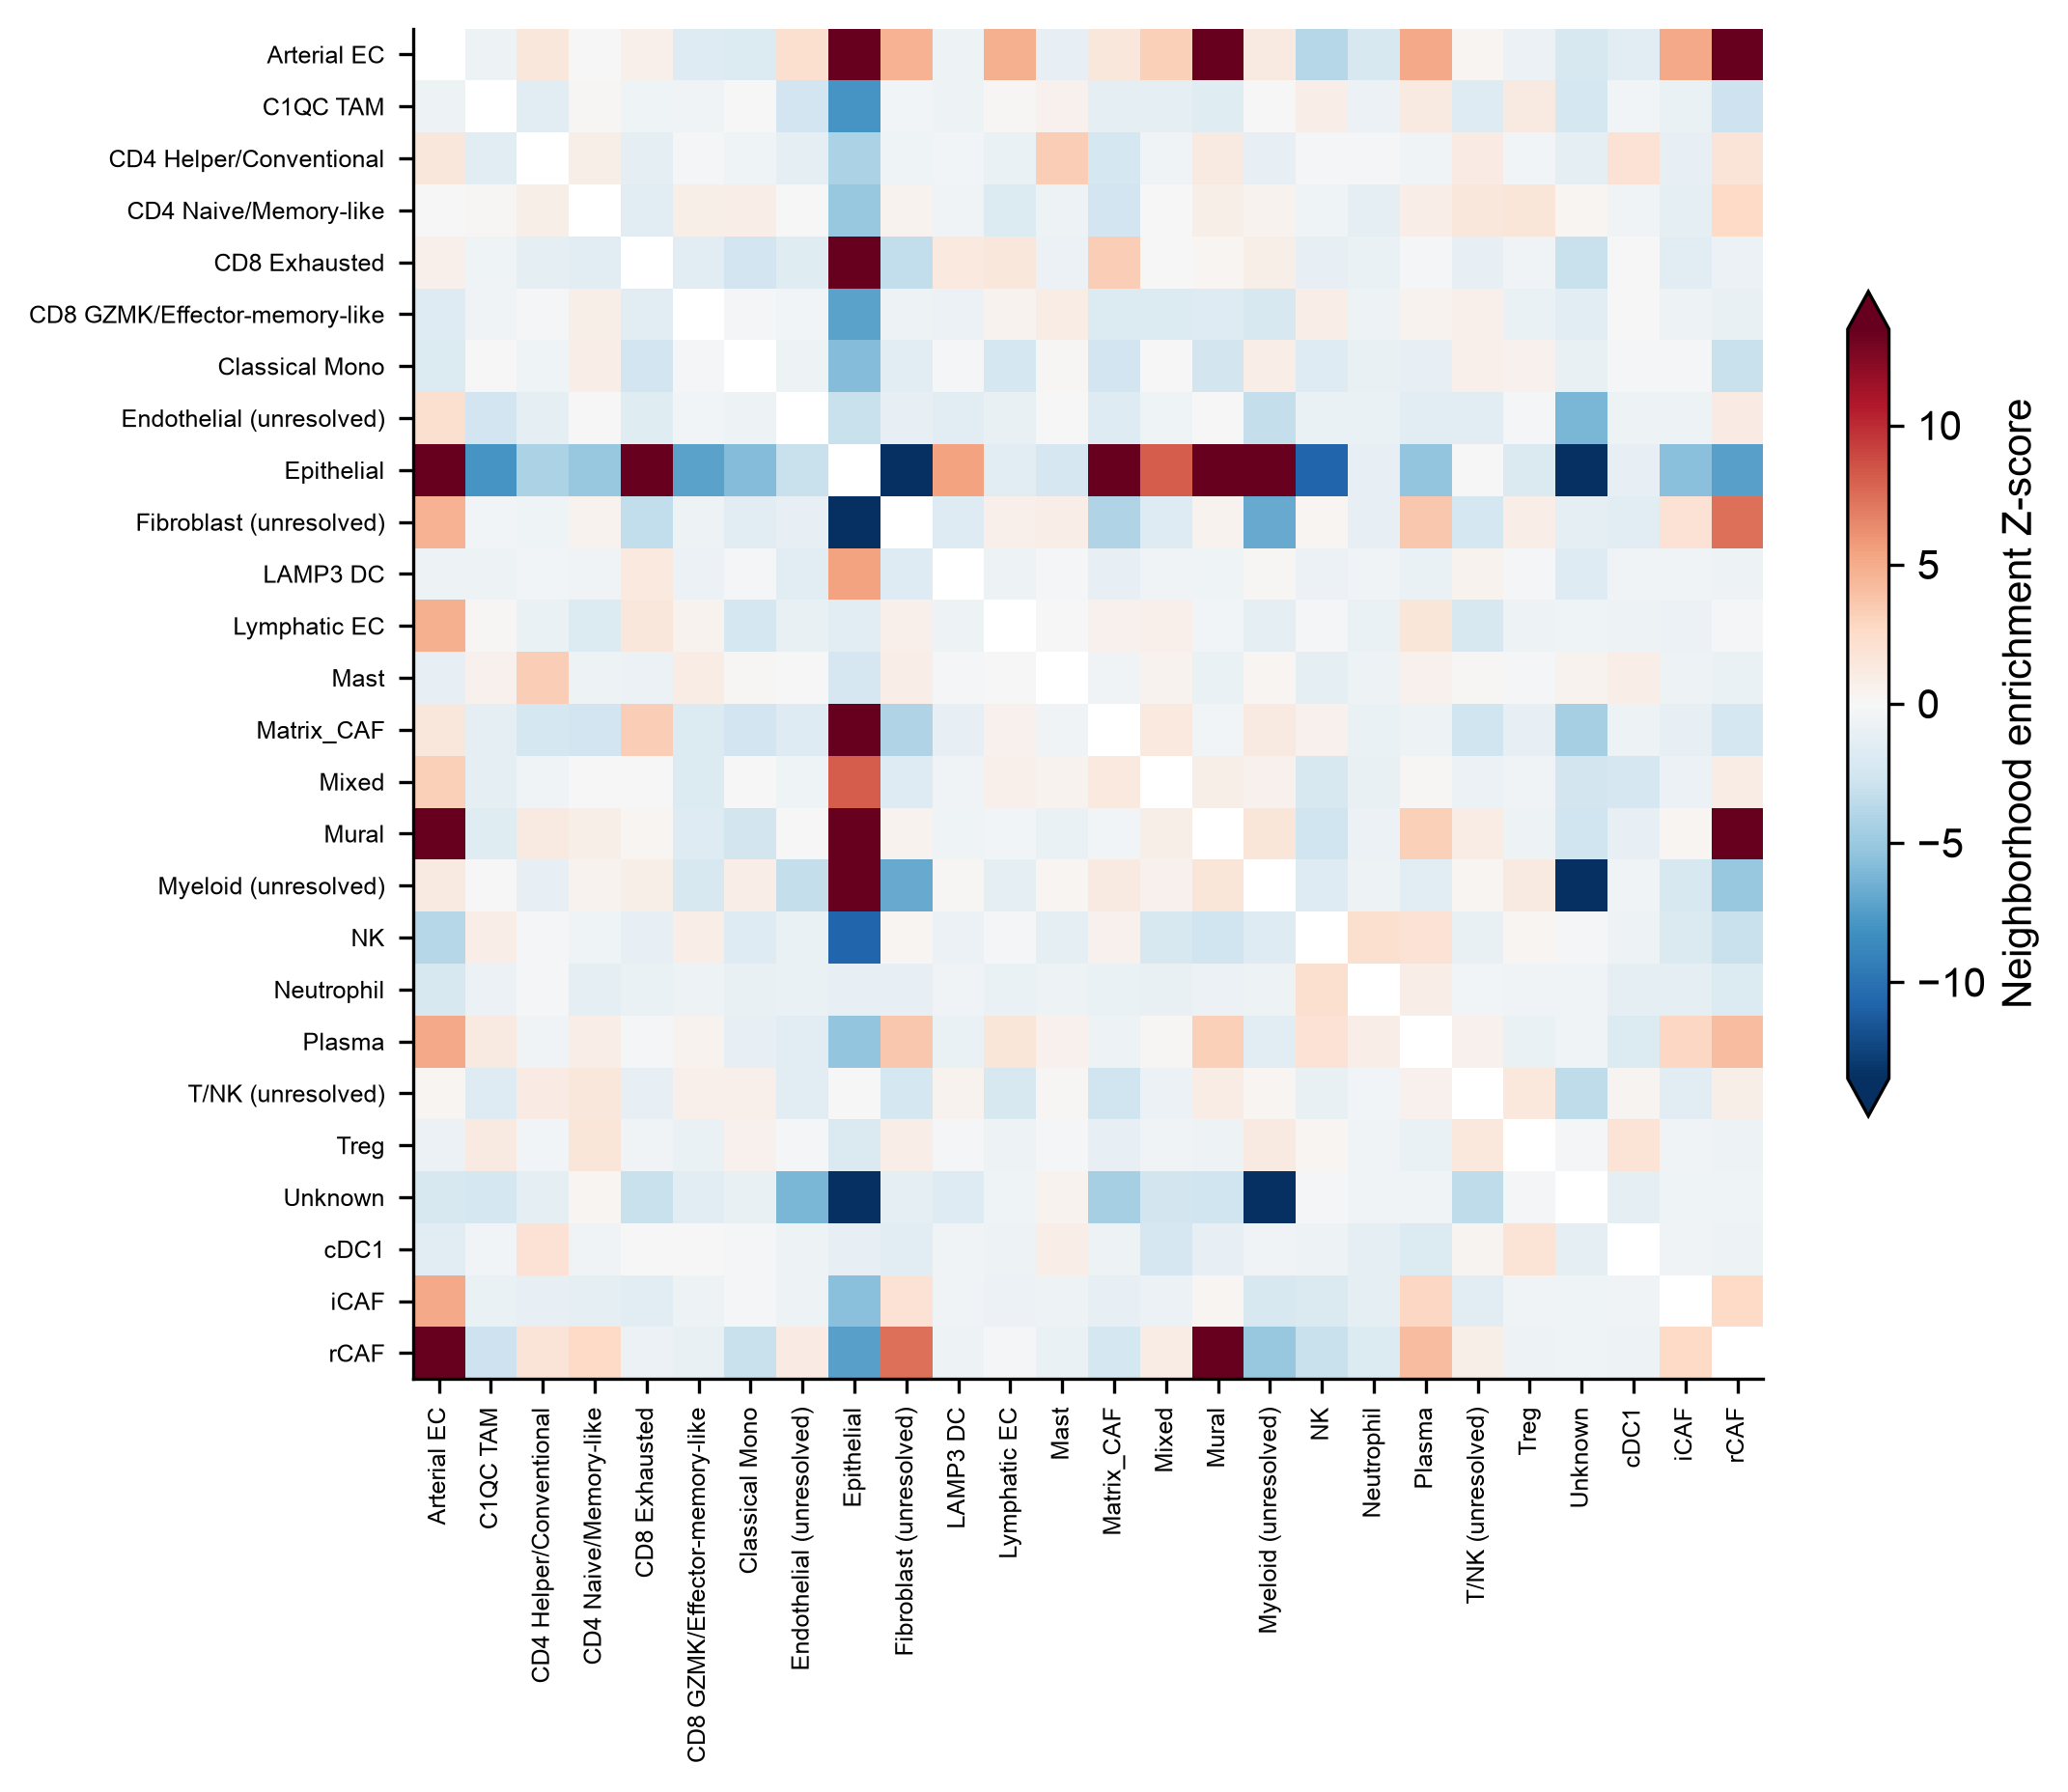 Arterial EC
C1QC TAM
CD4 Helper/Conventional
CD4 Naive/Memory-like
CD8 Exhausted
CD8 GZMK/Effector-memory-like
Classical Mono
Endothelial (unresolved)
Epithelial
Fibroblast (unresolved)
LAMP3 DC
Lymphatic EC
Mast
Matrix_CAF
Mixed
Mural
Myeloid (unresolved)
NK
Neutrophil
Plasma
T/NK (unresolved)
Treg
Unknown
cDC1
iCAF
rCAF
Arterial EC
C1QC TAM
CD4 Helper/Conventional
CD4 Naive/Memory-like
CD8 Exhausted
CD8 GZMK/Effector-memory-like
Classical Mono
Endothelial (unresolved)
Epithelial
Fibroblast (unresolved)
LAMP3 DC
Lymphatic EC
Mast
Matrix_CAF
Mixed
Mural
Myeloid (unresolved)
NK
Neutrophil
Plasma
T/NK (unresolved)
Treg
Unknown
cDC1
iCAF
rCAF
10
5
0
−5
−10
Neighborhood enrichment Z-score